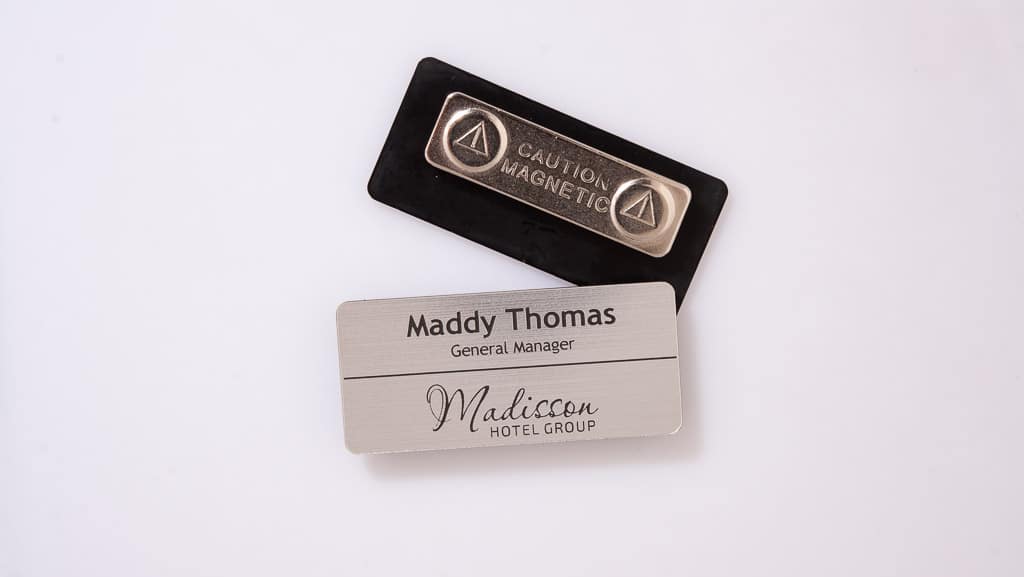 CAUTION
MAGNETIC
Maddy Thomas
General Manager
Madisson
HOTEL GROUP